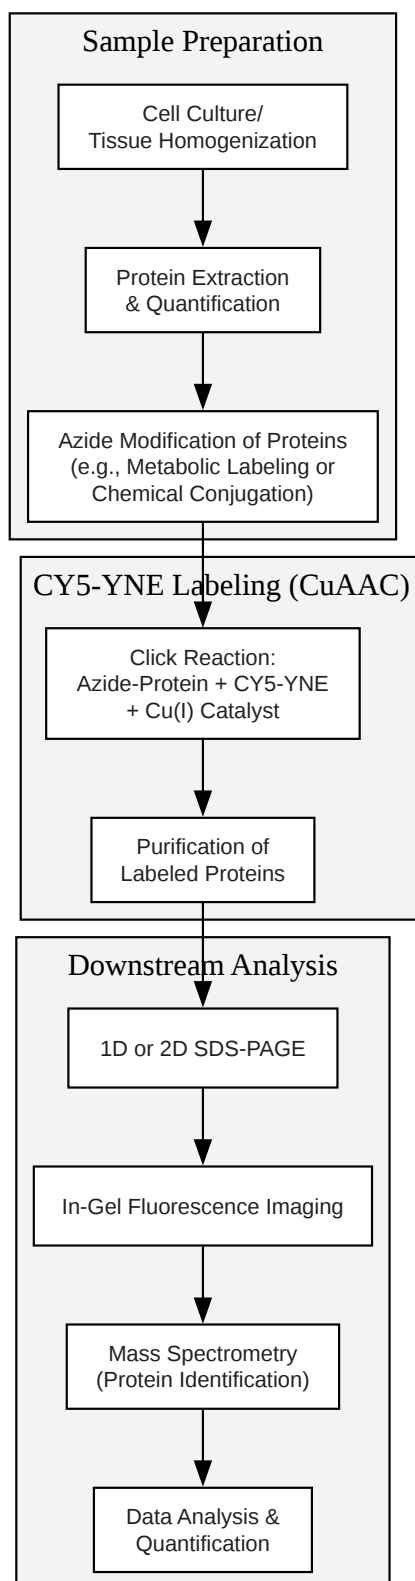 Sample Preparation
Cell Culture/
Tissue Homogenization
Protein Extraction
& Quantification
Azide Modification of Proteins
(e.g., Metabolic Labeling or
Chemical Conjugation)
CY5-YNE Labeling (CuAAC)
Click Reaction:
Azide-Protein + CY5-YNE
+ Cu(I) Catalyst
Purification of
Labeled Proteins
Downstream Analysis
1D or 2D SDS-PAGE
In-Gel Fluorescence Imaging
Mass Spectrometry
(Protein Identification)
Data Analysis &
Quantification